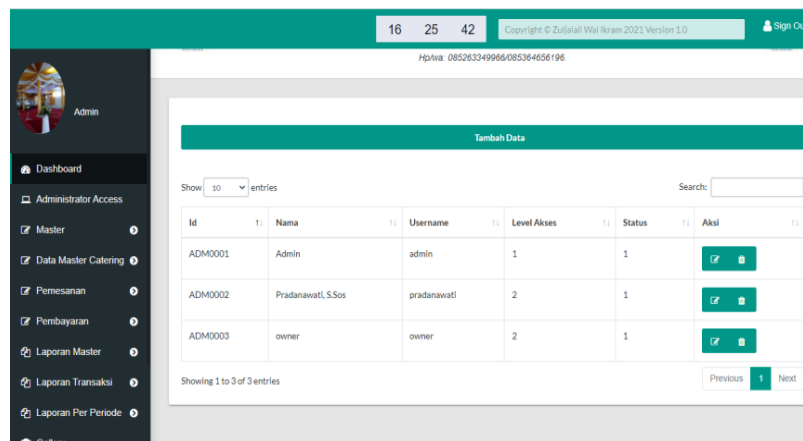 16 25 42 Copyright © Zuljalali Wal Ikram 2021 Version 1.0 Sign Ou
Hp/wa: 085263349966/085364656196.
Admin
Tambah Data
Dashboard
Administrator Access
Master
Data Master Catering
Pemesanan
Pembayaran
Laporan Master
Laporan Transaksi
Laporan Per Periode
Show 10 entries Search:
Id Nama Username Level Akses Status Aksi
ADM0001 Admin admin 1 1
ADM0002 Pradanawati, S.Sos pradanawati 2 1
ADM0003 owner owner 2 1
Showing 1 to 3 of 3 entries Previous 1 Next